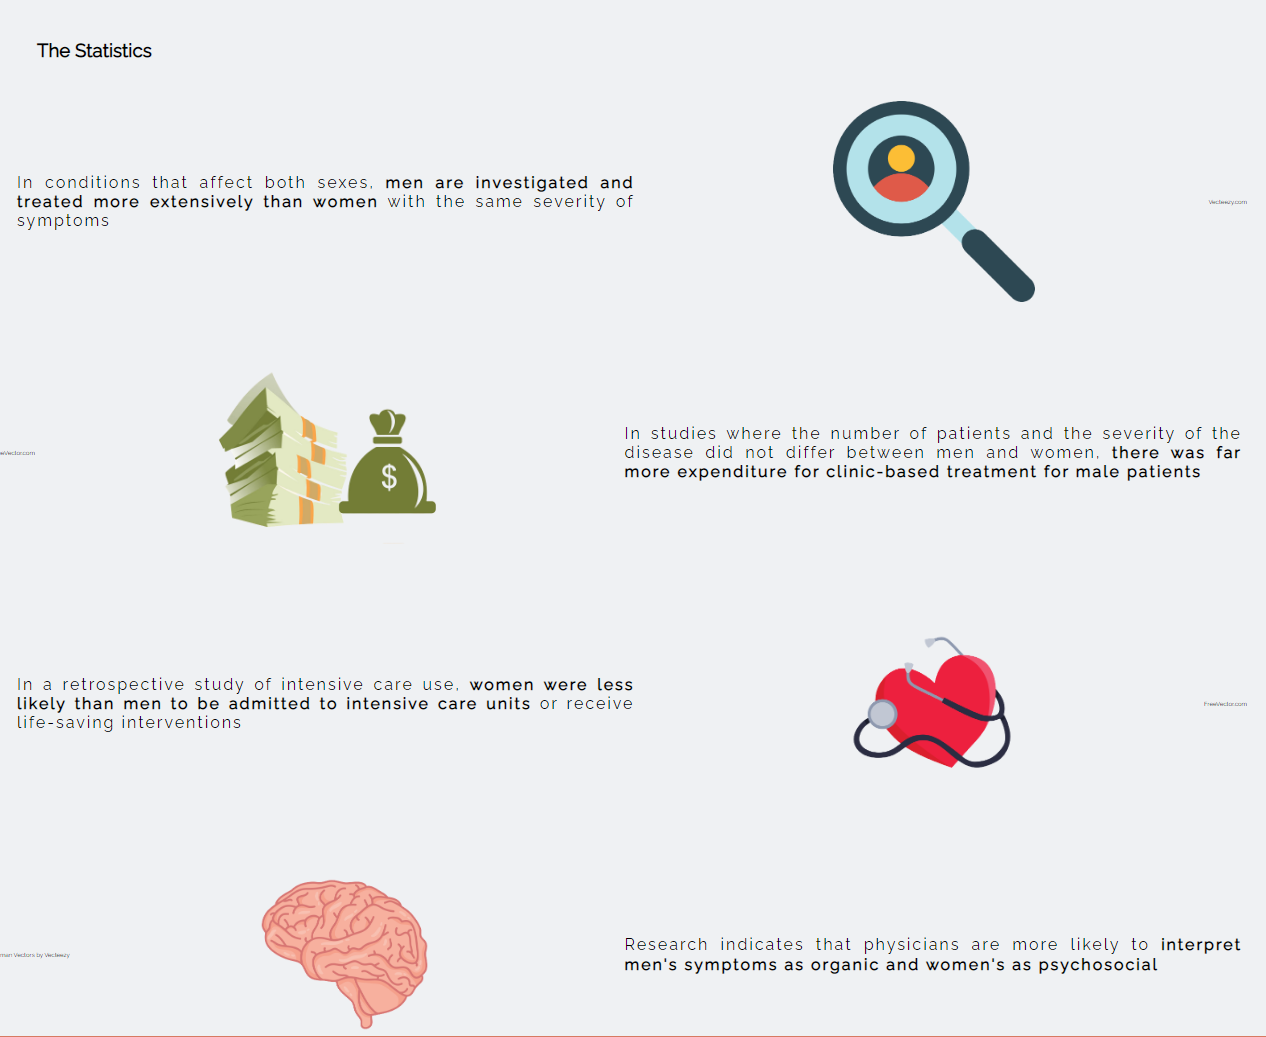 The Statistics
In conditions that affect both sexes, men are investigated and
treated more extensively than women with the same severity of
symptoms
Vecteezy.com
$
eVector.com
In studies where the number of patients and the severity of the
disease did not differ between men and women, there was far
more expenditure for clinic-based treatment for male patients
In a retrospective study of intensive care use, women were less
likely than men to be admitted to intensive care units or receive
life-saving interventions
FreeVector.com
man Vectors by Vecteezy
Research indicates that physicians are more likely to interpret
men's symptoms as organic and women's as psychosocial